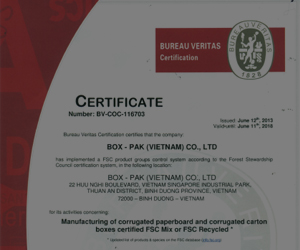 BUREAU VERITAS
Certification
BUREAU VERITAS
1828
CERTIFICATE
Number: BV-COC-116703
Issued June 12th, 2013
Valid until June 11th, 2018
Bureau Veritas Certification certifies that the company:
BOX - PAK (VIETNAM) CO., LTD
has implemented a FSC product groups control system according to the Forest Stewardship
Council certification system, in the following location:
BOX - PAK (VIETNAM) CO., LTD
22 HUU NGHI BOULEVARD, VIETNAM SINGAPORE INDUSTRIAL PARK,
THUAN AN DISTRICT, BINH DUONG PROVINCE, VIETNAM
72000 – BINH DUONG – VIETNAM
for its activities concerning:
Manufacturing of corrugated paperboard and corrugated carton
boxes certified FSC Mix or FSC Recycled *